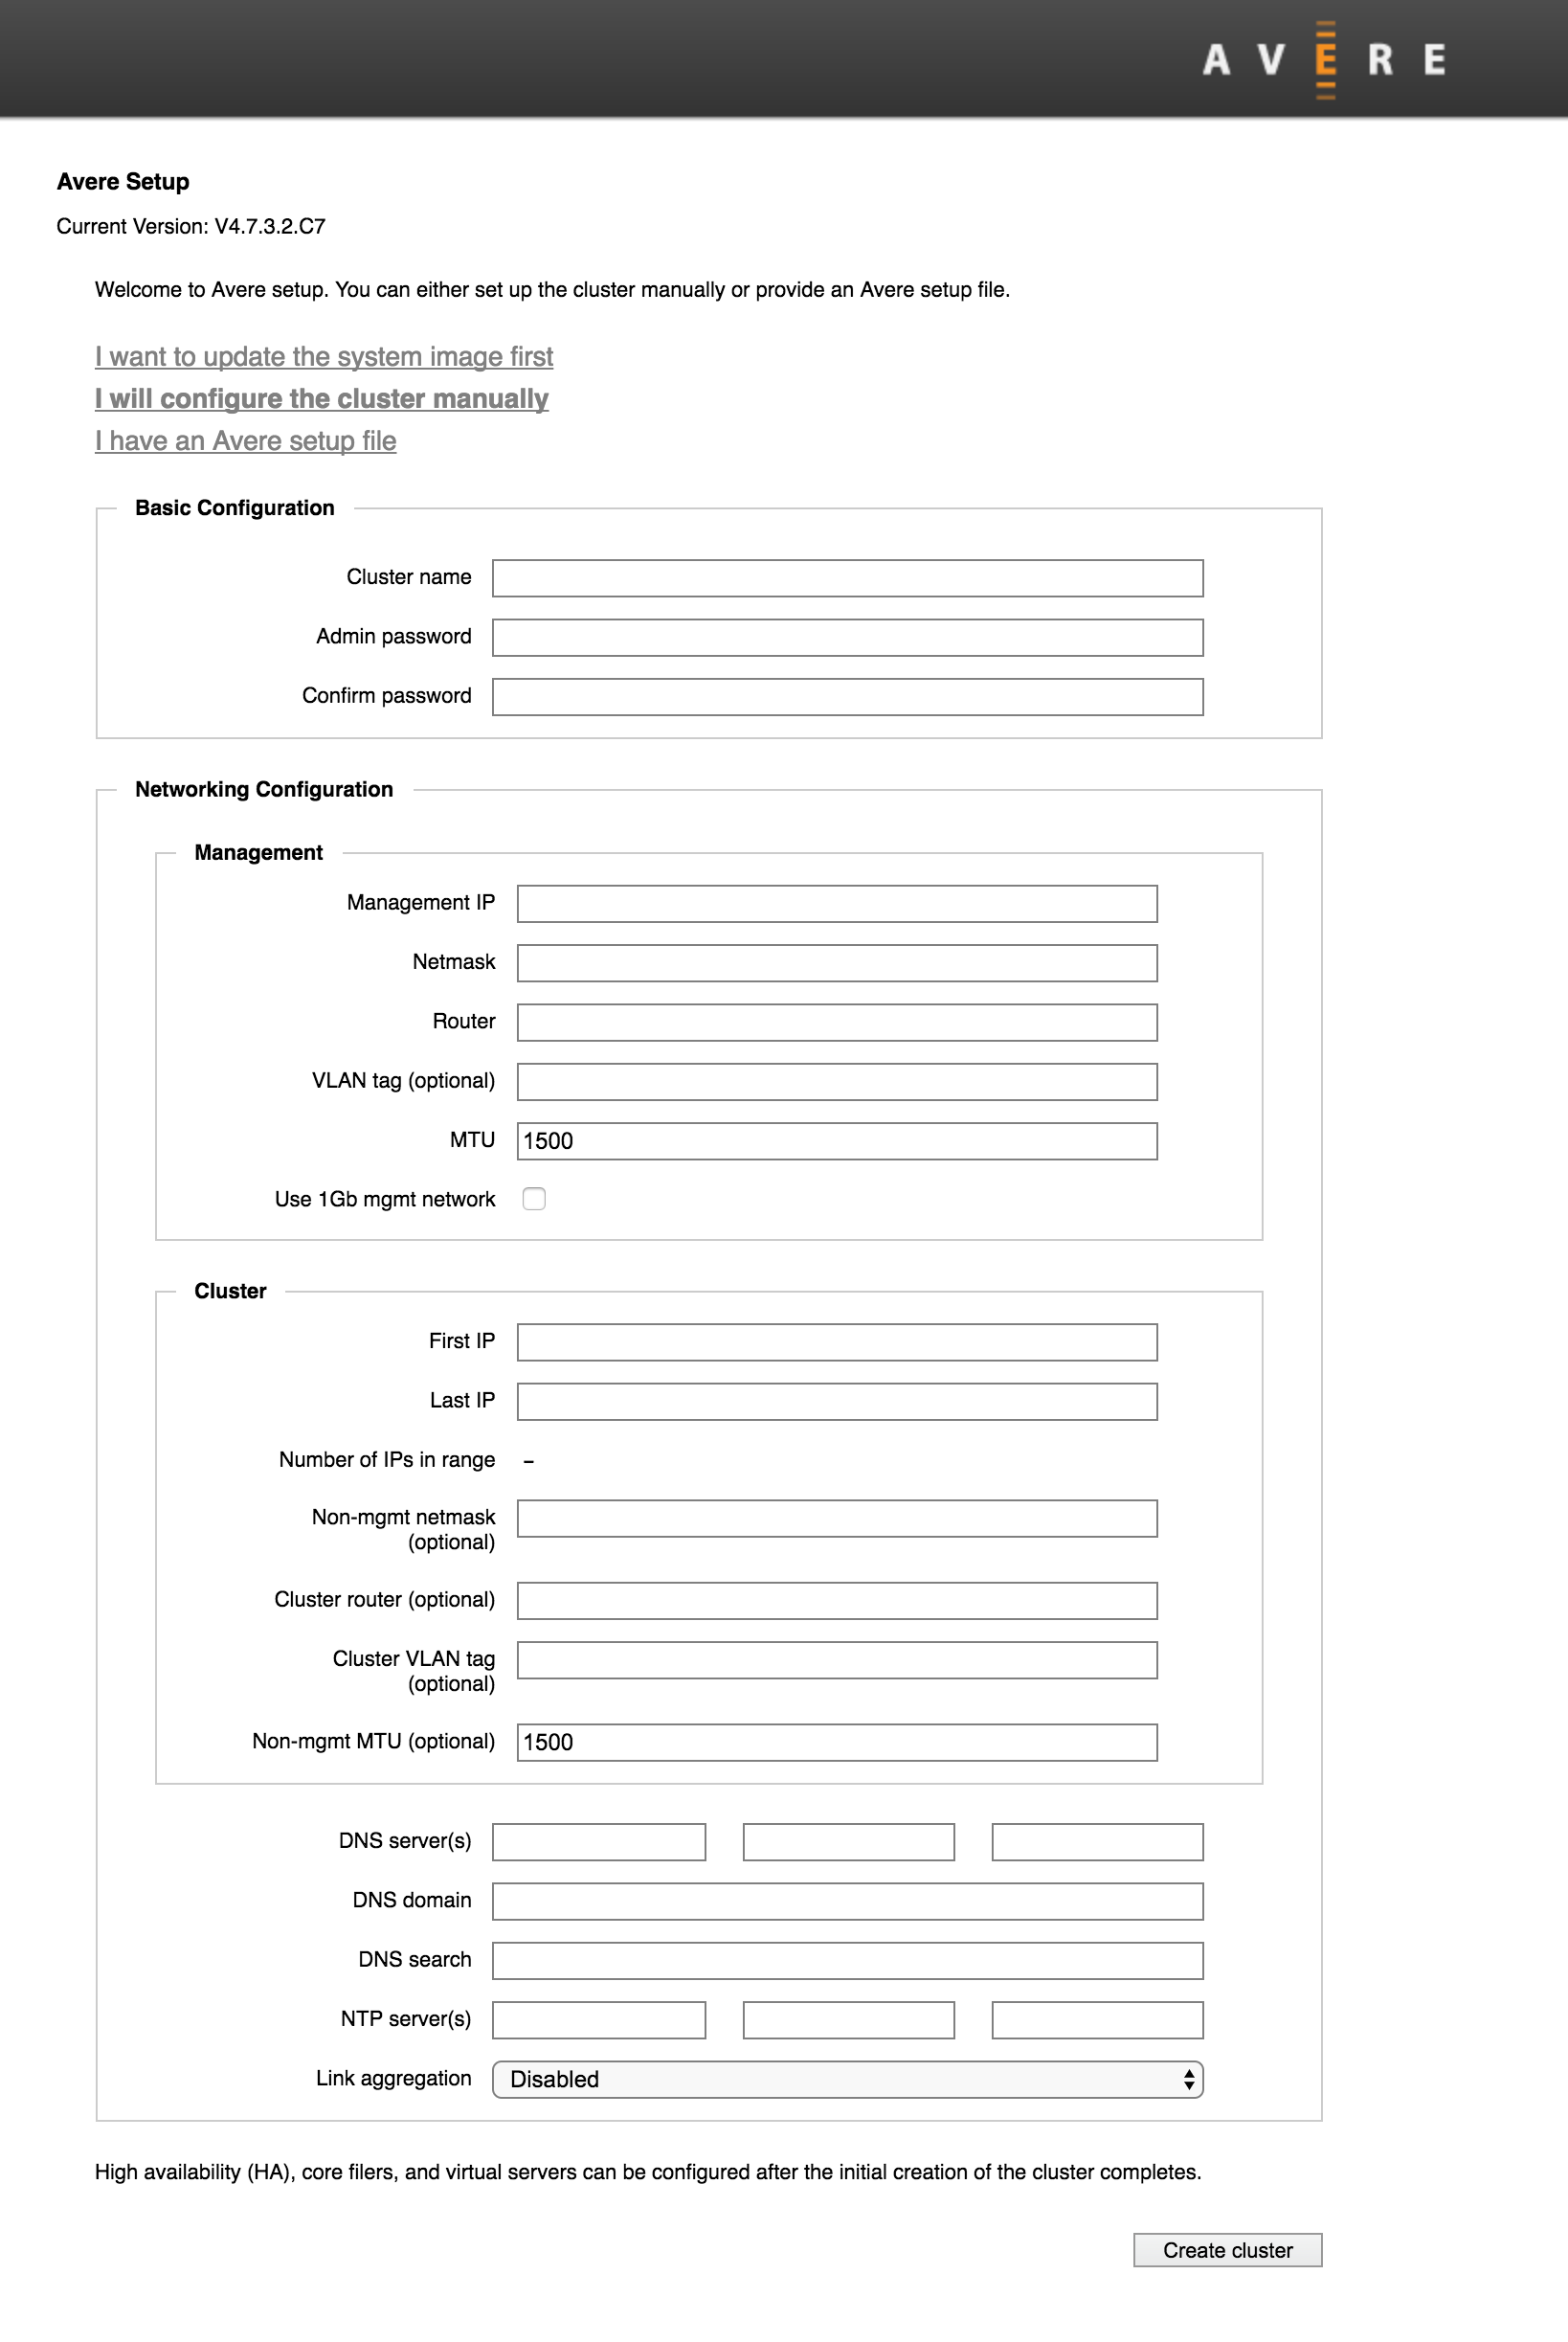 A V E R E
Avere Setup
Current Version: V4.7.3.2.C7
Welcome to Avere setup. You can either set up the cluster manually or provide an Avere setup file.
I want to update the system image first
I will configure the cluster manually
I have an Avere setup file
Basic Configuration
Cluster name
Admin password
Confirm password
Networking Configuration
Management
Management IP
Netmask
Router
VLAN tag (optional)
MTU 1500
Use 1Gb mgmt network
Cluster
First IP
Last IP
Number of IPs in range –
Non-mgmt netmask
(optional)
Cluster router (optional)
Cluster VLAN tag
(optional)
Non-mgmt MTU (optional) 1500
DNS server(s)
DNS domain
DNS search
NTP server(s)
Link aggregation Disabled
High availability (HA), core filers, and virtual servers can be configured after the initial creation of the cluster completes.
Create cluster